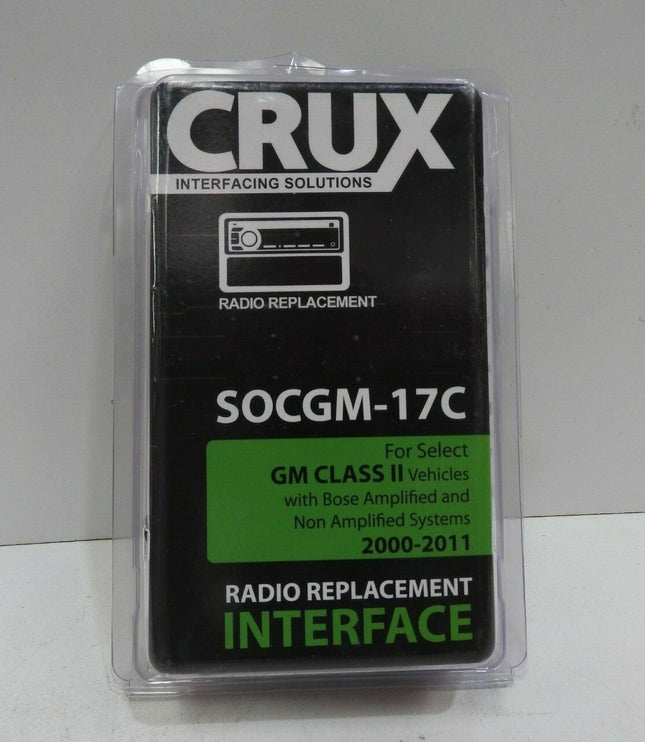 CRUX
INTERFACING SOLUTIONS
RADIO REPLACEMENT
SOCGM-17C
For Select
GM CLASS II Vehicles
with Bose Amplified and
Non Amplified Systems
2000-2011
RADIO REPLACEMENT
INTERFACE